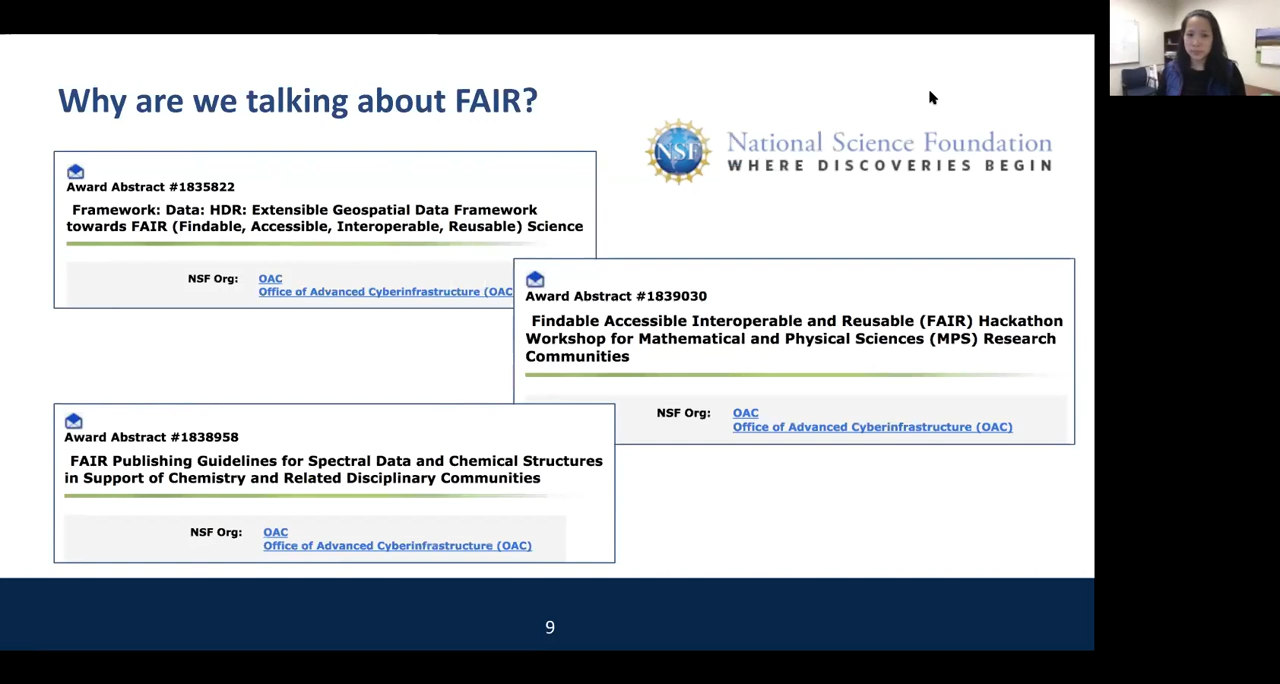 Why are we talking about FAIR?
NSF
National Science Foundation
WHERE DISCOVERIES BEGIN
Award Abstract #1835822
Framework: Data: HDR: Extensible Geospatial Data Framework
towards FAIR (Findable, Accessible, Interoperable, Reusable) Science
NSF Org: OAC
Office of Advanced Cyberinfrastructure (OAC
Award Abstract #1839030
Findable Accessible Interoperable and Reusable (FAIR) Hackathon
Workshop for Mathematical and Physical Sciences (MPS) Research
Communities
NSF Org: OAC
Office of Advanced Cyberinfrastructure (OAC)
Award Abstract #1838958
FAIR Publishing Guidelines for Spectral Data and Chemical Structures
in Support of Chemistry and Related Disciplinary Communities
NSF Org: OAC
Office of Advanced Cyberinfrastructure (OAC)
9